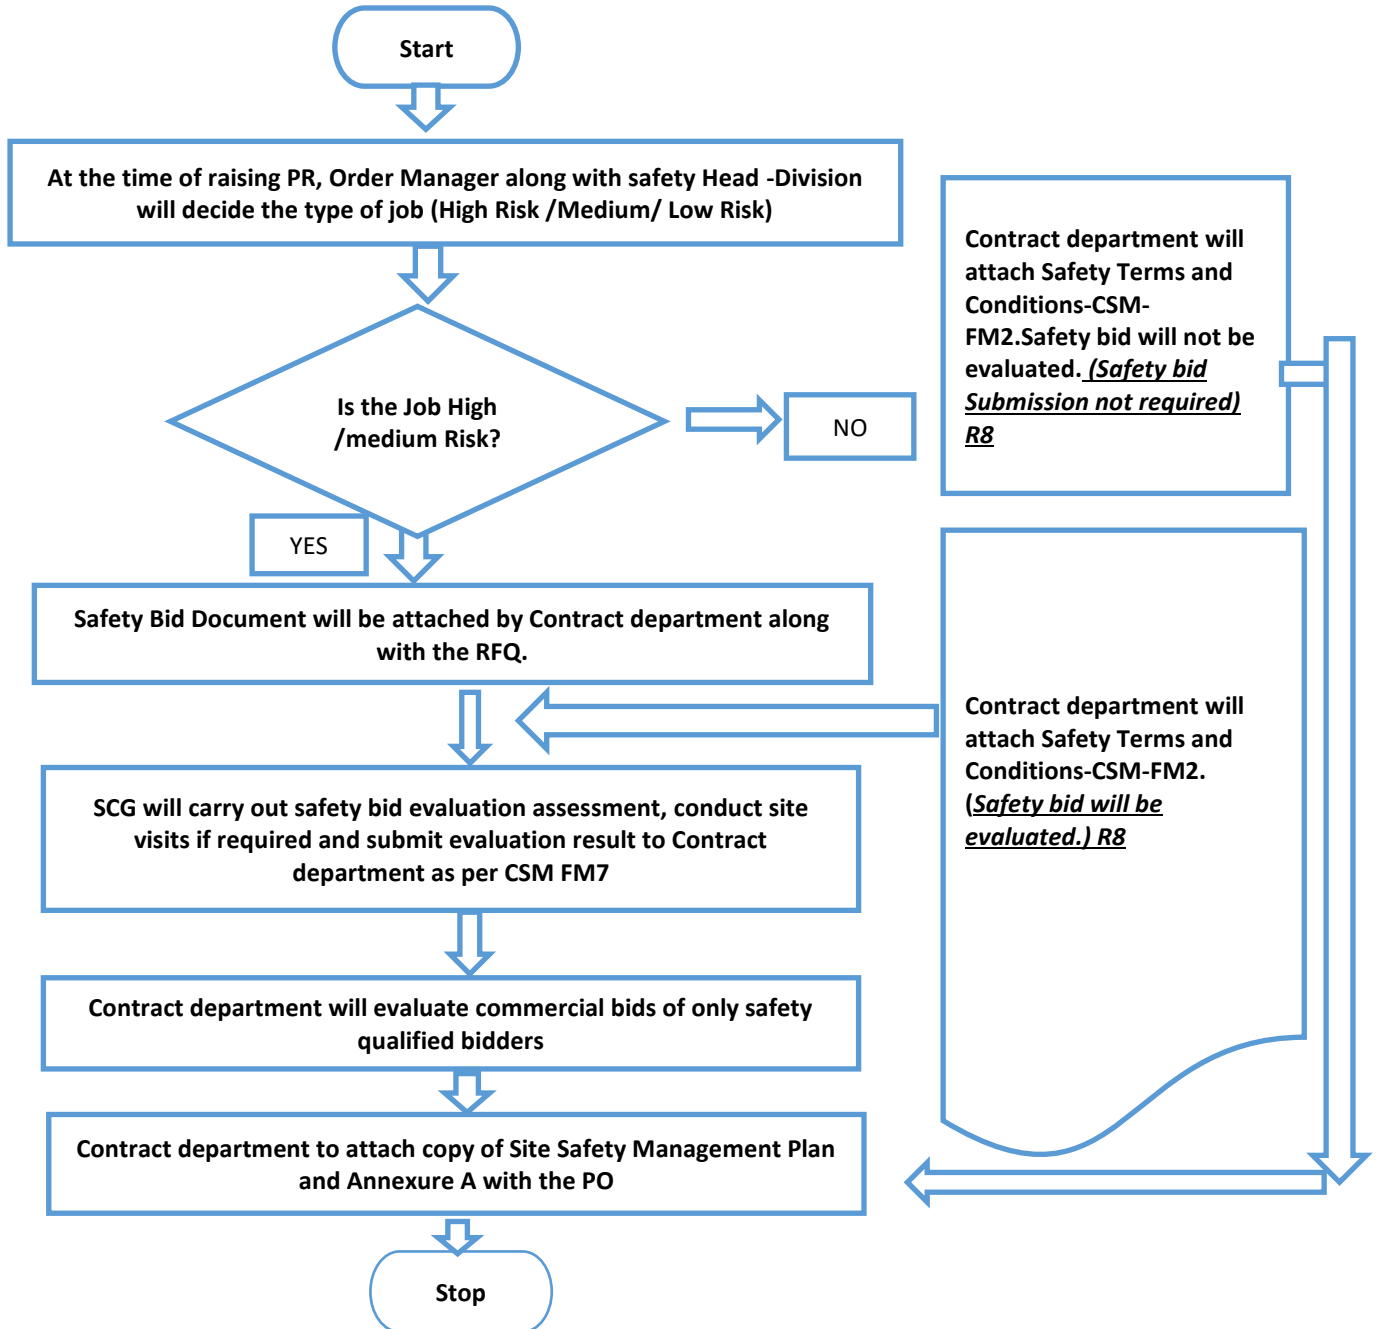 Start
At the time of raising PR, Order Manager along with safety Head -Division
will decide the type of job (High Risk /Medium/ Low Risk)
Is the Job High
/medium Risk?
NO
Contract department will
attach Safety Terms and
Conditions-CSM-
FM2.Safety bid will not be
evaluated. (Safety bid
Submission not required)
R8
YES
Safety Bid Document will be attached by Contract department along
with the RFQ.
Contract department will
attach Safety Terms and
Conditions-CSM-FM2.
(Safety bid will be
evaluated.) R8
SCG will carry out safety bid evaluation assessment, conduct site
visits if required and submit evaluation result to Contract
department as per CSM FM7
Contract department will evaluate commercial bids of only safety
qualified bidders
Contract department to attach copy of Site Safety Management Plan
and Annexure A with the PO
Stop